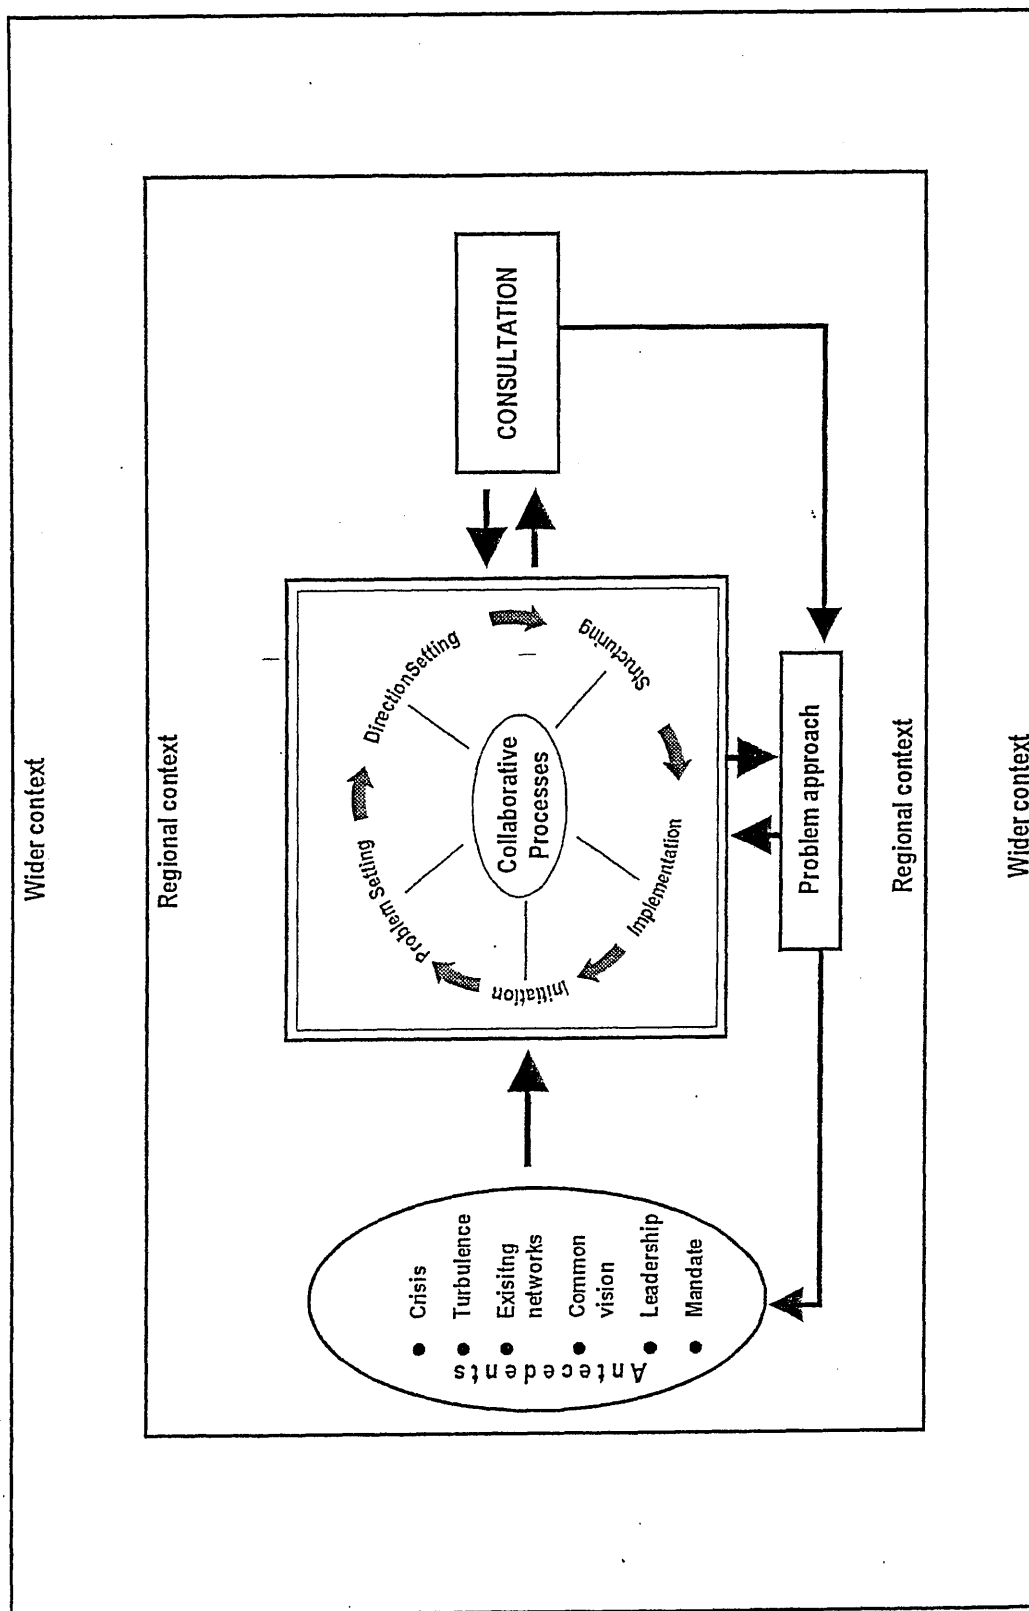 Wider context
Regional context
Antecedents
Crisis
Turbulence
Exisitng
networks
Common
vision
Leadership
Mandate
Collaborative
Processes
Initiation
Problem Setting
DirectionSetting
Structuring
Implementation
CONSULTATION
Problem approach
Regional context
Wider context